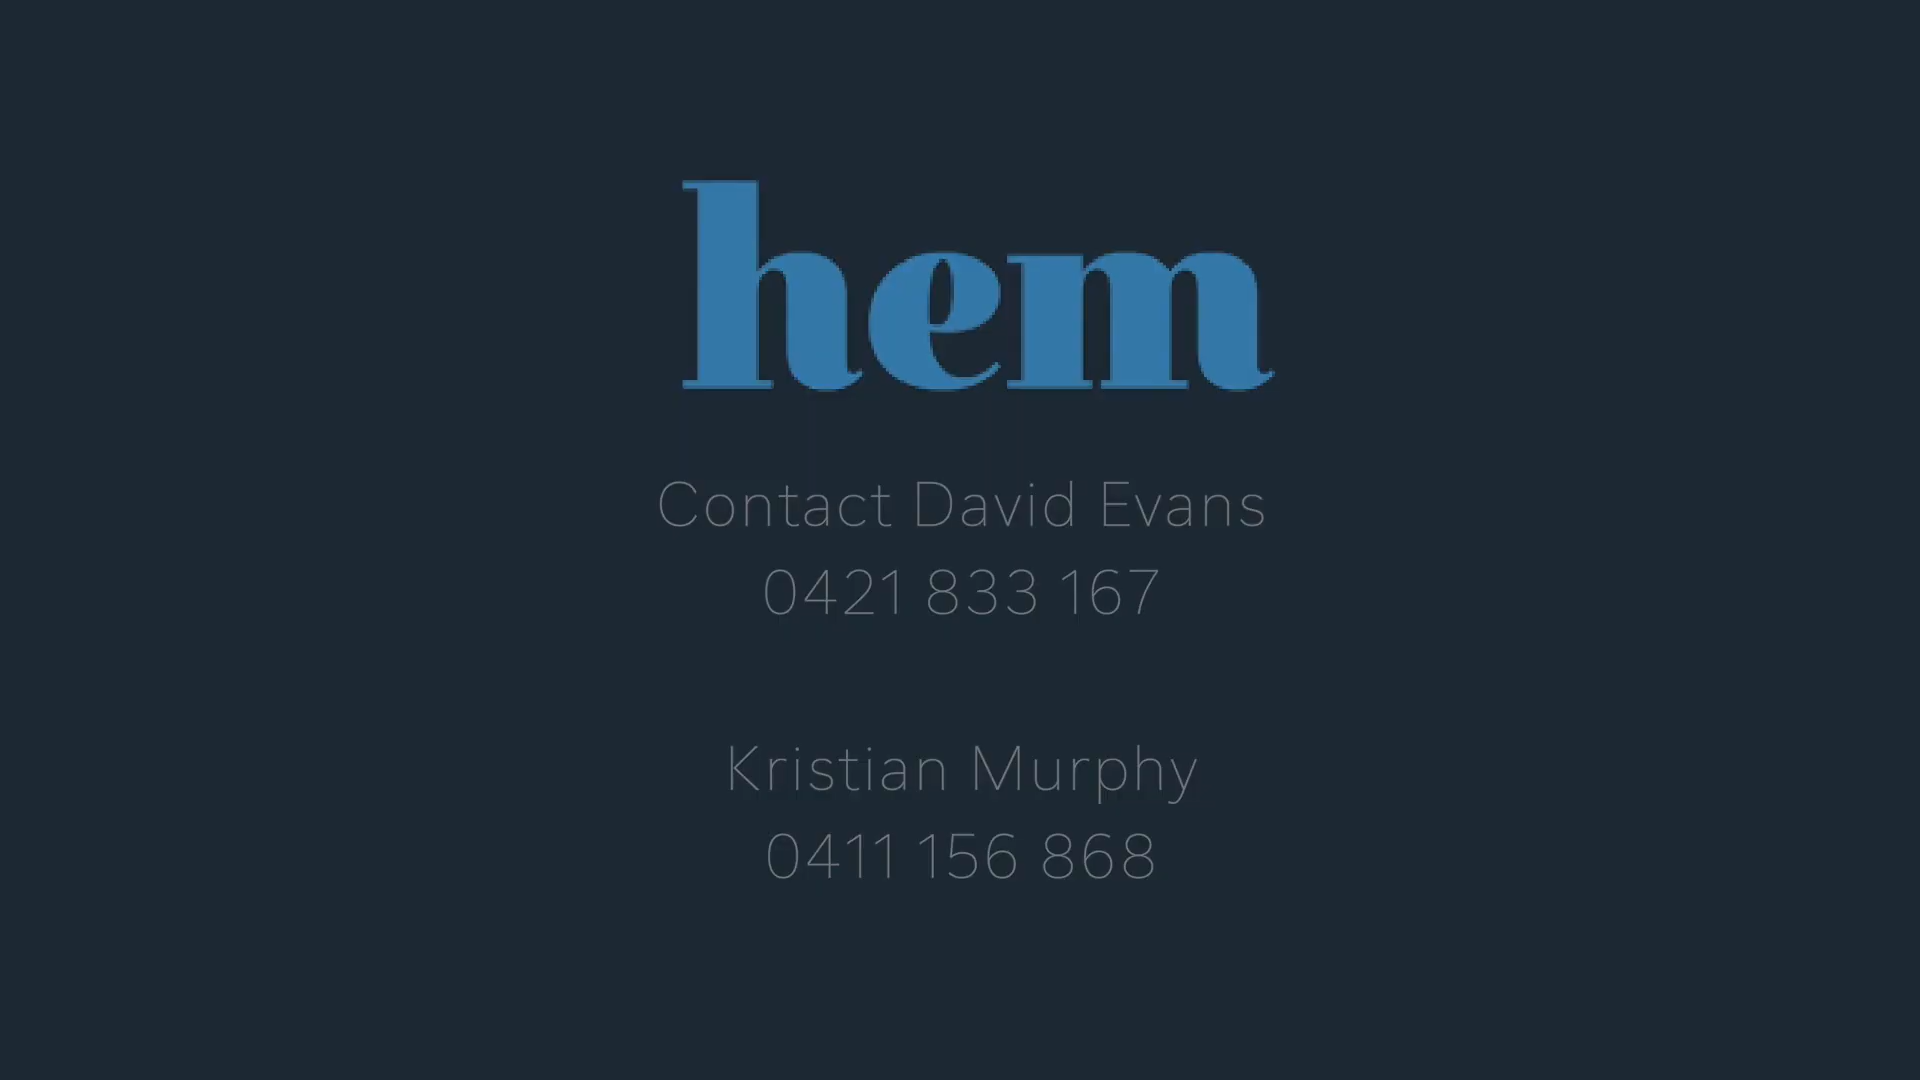 hem
Contact David Evans
0421 833 167
Kristian Murphy
0411 156 868